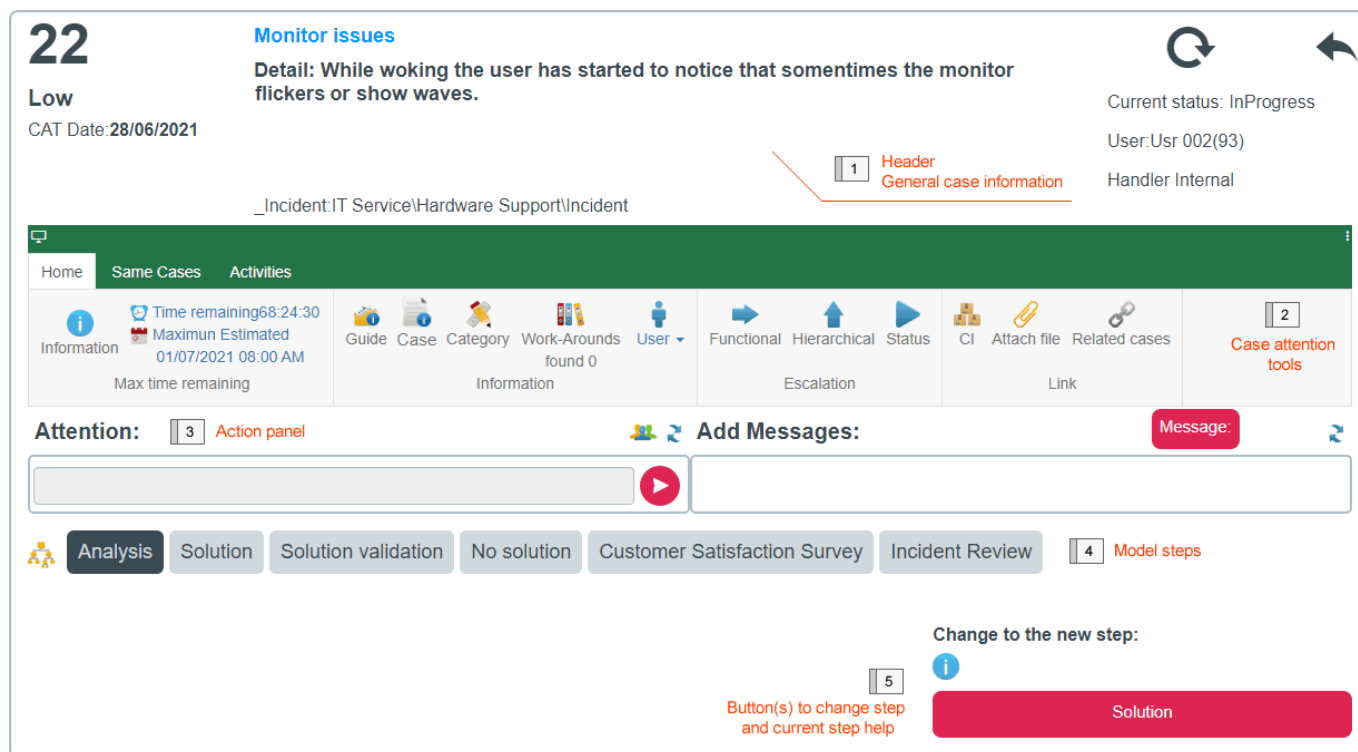 22
Low
CAT Date:28/06/2021
Monitor issues
Detail: While woking the user has started to notice that somentimes the monitor
flickers or show waves.
_Incident:IT Service\Hardware Support\Incident
1
Header
General case information
Current status: InProgress
User:Usr 002(93)
Handler Internal
Home Same Cases Activities
Information
Time remaining68:24:30
Maximun Estimated
01/07/2021 08:00 AM
Max time remaining
Guide Case Category Work-Arounds User
found 0
Information
Functional Hierarchical Status
Escalation
CI Attach file Related cases
Link
2
Case attention
tools
Attention: 3 Action panel
Add Messages: Message:
Analysis Solution Solution validation No solution Customer Satisfaction Survey Incident Review 4 Model steps
Change to the new step:
5
Button(s) to change step
and current step help
Solution